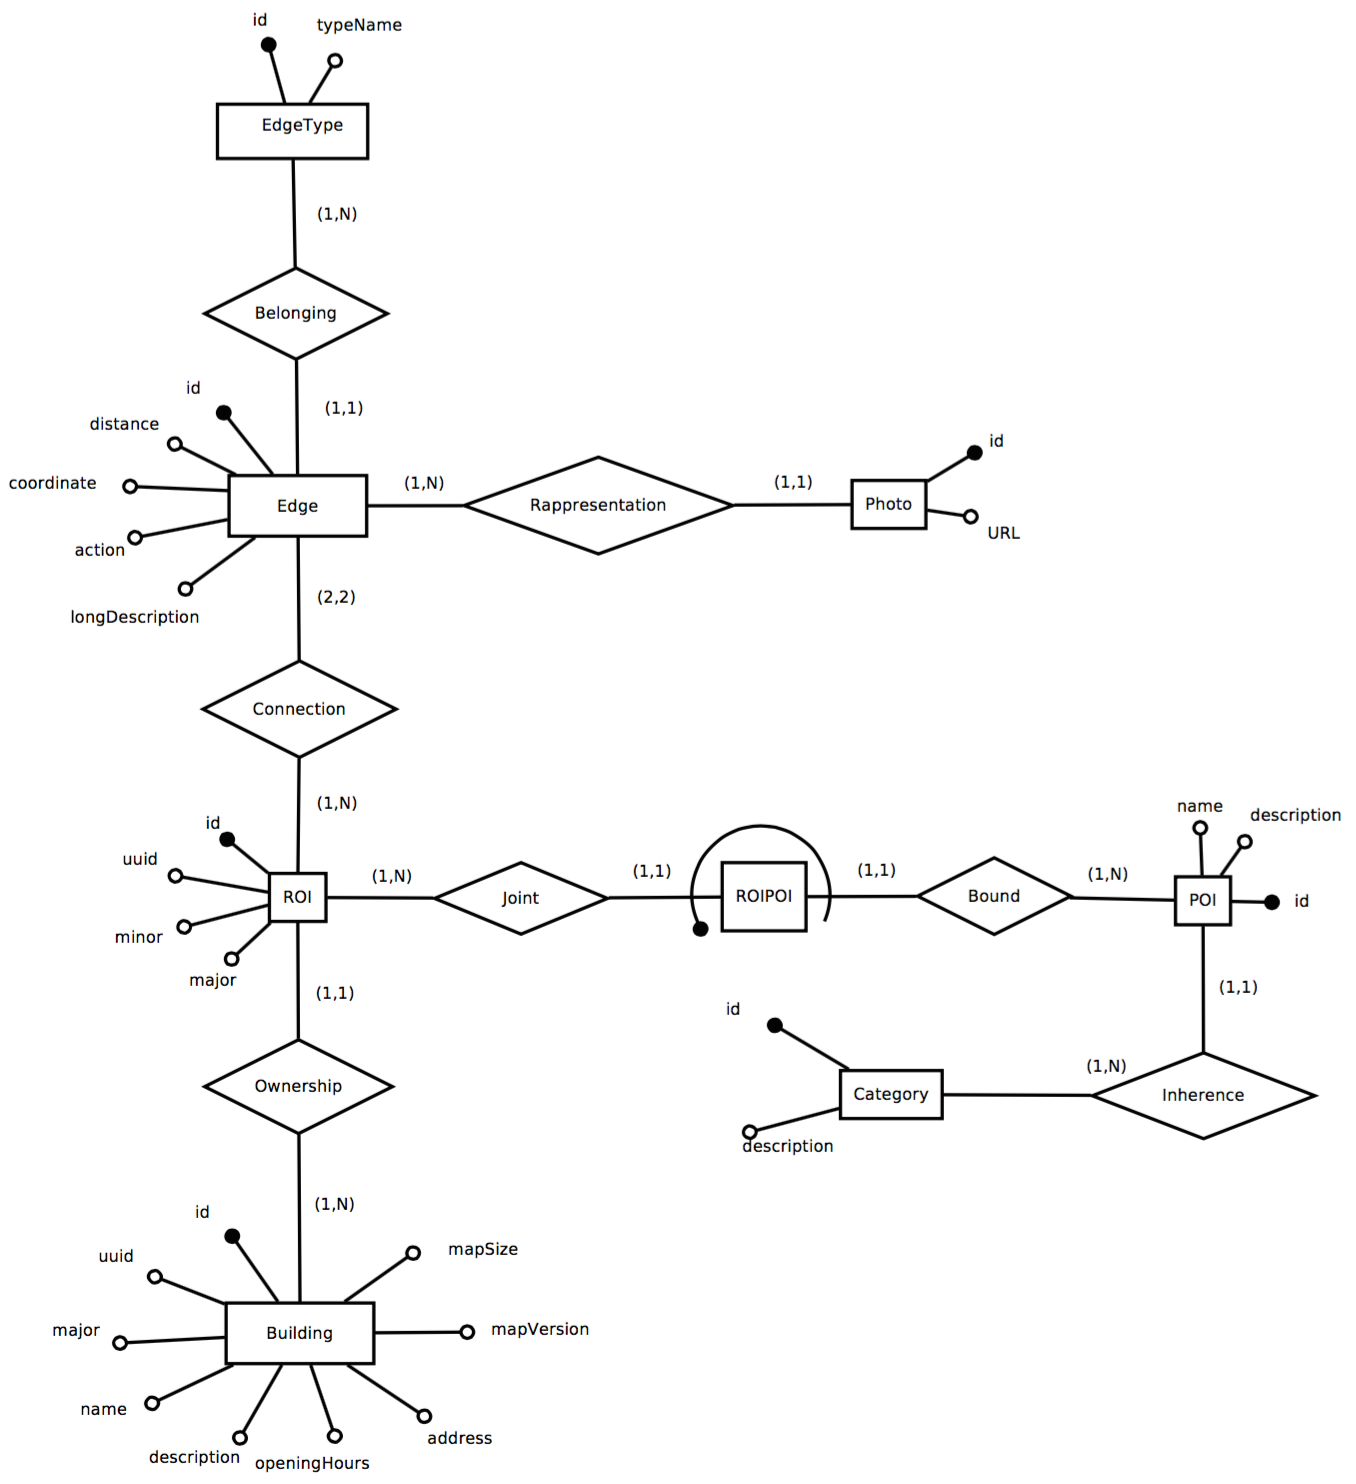 id
typeName
EdgeType
(1,N)
Belonging
id
(1,1)
distance
coordinate
action
longDescription
Edge
(1,N)
Rappresentation
(1,1)
Photo
id
URL
(2,2)
Connection
(1,N)
id
uuid
minor
major
ROI
(1,N)
Joint
(1,1)
ROIPOI
(1,1)
Bound
(1,N)
name
description
POI
id
(1,1)
(1,1)
Ownership
id
Category
description
(1,N)
Inherence
(1,N)
id
uuid
major
name
description
openingHours
address
mapVersion
mapSize
Building